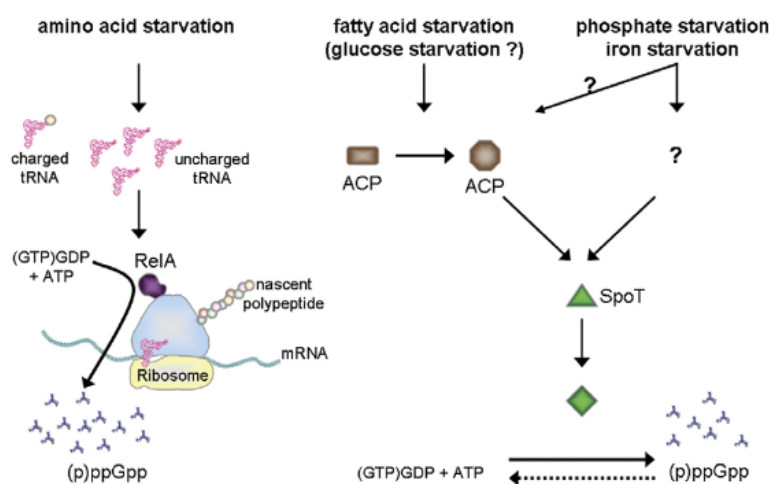 amino acid starvation
charged
tRNA
uncharged
tRNA
(GTP)GDP
+ ATP
RelA
nascent
polypeptide
mRNA
Ribosome
(p)ppGpp
fatty acid starvation
(glucose starvation ?)
phosphate starvation
iron starvation
?
ACP
ACP
?
SpoT
(GTP)GDP + ATP
(p)ppGpp